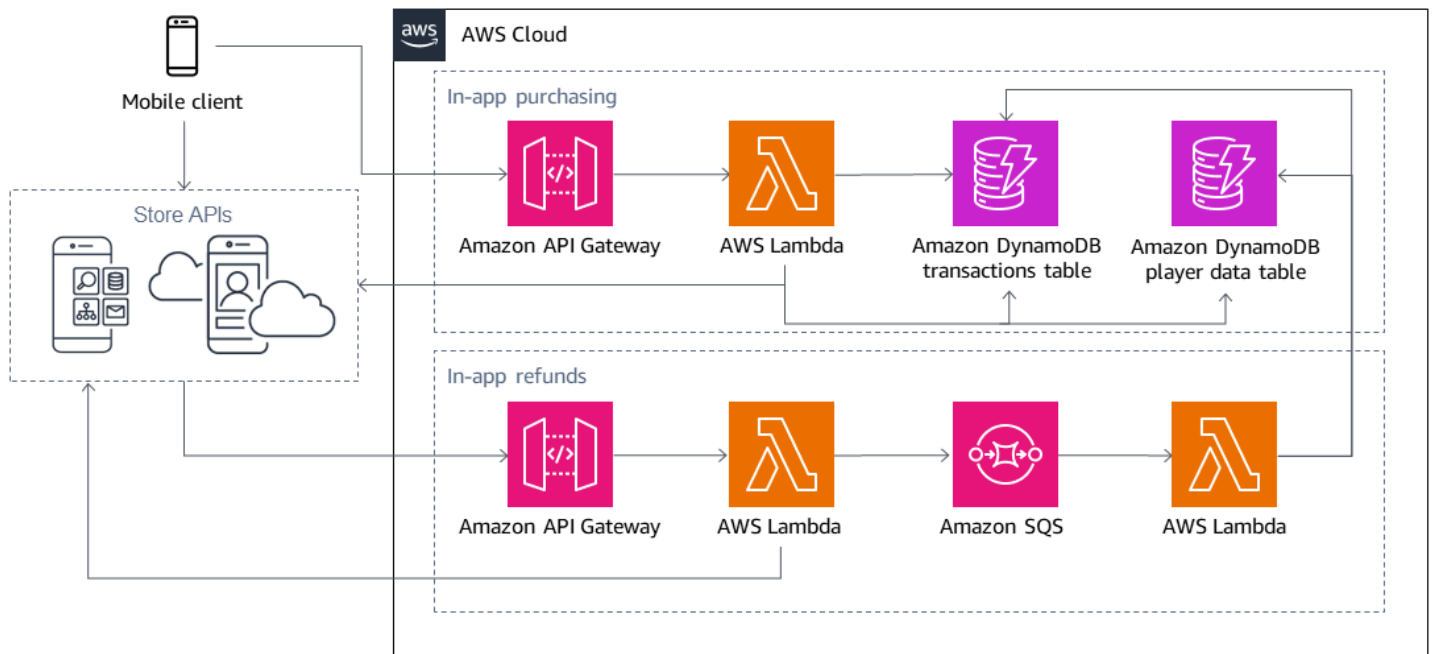 aws
AWS Cloud
Mobile client
In-app purchasing
</>
Amazon API Gateway
AWS Lambda
Amazon DynamoDB
transactions table
Amazon DynamoDB
player data table
Store APIs
In-app refunds
</>
Amazon API Gateway
AWS Lambda
Amazon SQS
AWS Lambda